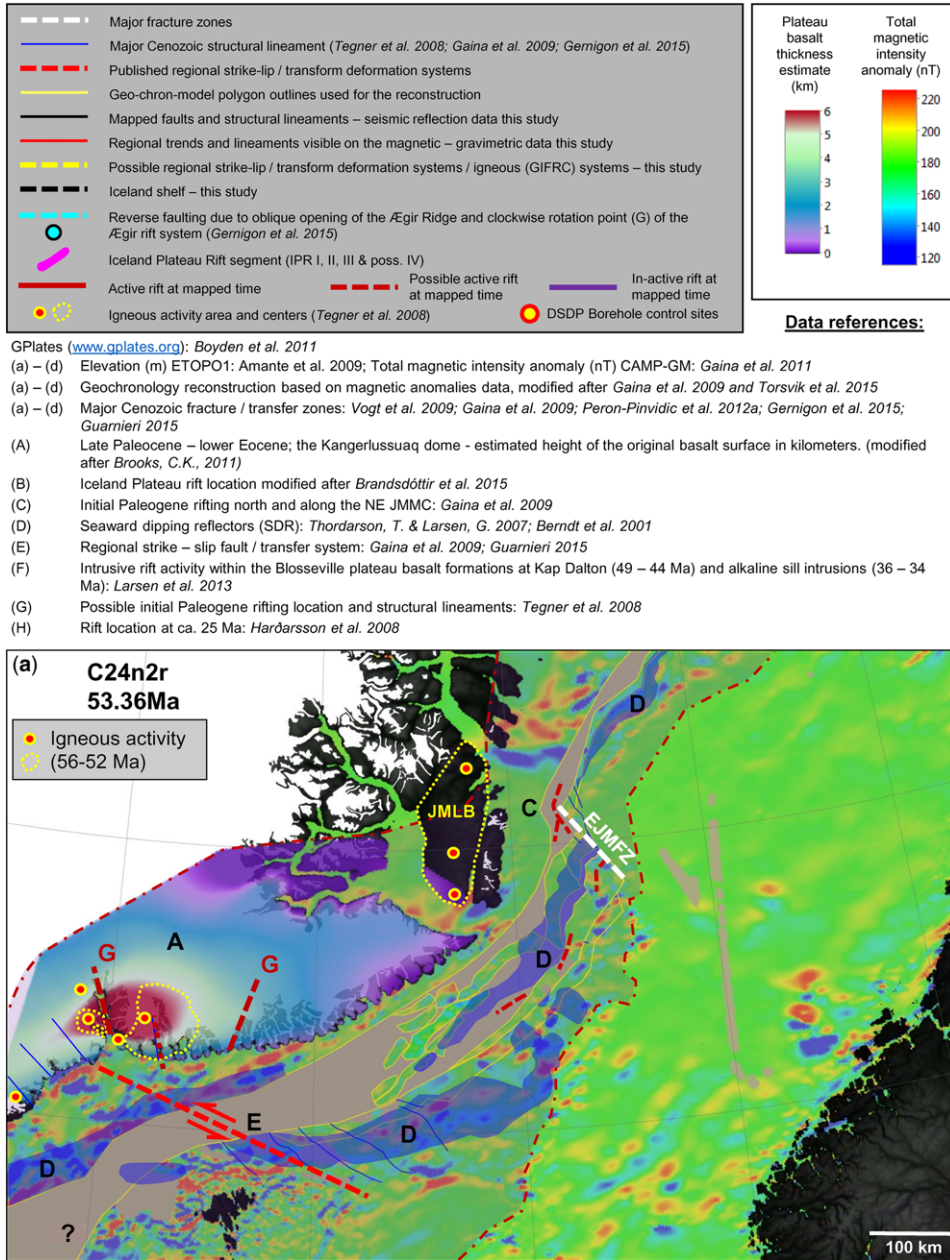 Major fracture zones
Major Cenozoic structural lineament (Tegner et al. 2008; Gaina et al. 2009; Gernigon et al. 2015)
Published regional strike-lip / transform deformation systems
Geo-chron-model polygon outlines used for the reconstruction
Mapped faults and structural lineaments – seismic reflection data this study
Regional trends and lineaments visible on the magnetic – gravimetric data this study
Possible regional strike-lip / transform deformation systems / igneous (GIFRC) systems – this study
Iceland shelf – this study
Reverse faulting due to oblique opening of the Ægir Ridge and clockwise rotation point (G) of the
Ægir rift system (Gernigon et al. 2015)
Iceland Plateau Rift segment (IPR I, II, III & poss. IV)
Active rift at mapped time
Possible active rift
at mapped time
In-active rift at
mapped time
Igneous activity area and centers (Tegner et al. 2008)
DSDP Borehole control sites
Plateau
basalt
thickness
estimate
(km)
6
5
4
3
2
1
0
Total
magnetic
intensity
anomaly (nT)
220
200
180
160
140
120
Data references:
GPlates (www.gplates.org): Boyden et al. 2011
(a) – (d) Elevation (m) ETOPO1: Amante et al. 2009; Total magnetic intensity anomaly (nT) CAMP-GM: Gaina et al. 2011
(a) – (d) Geochronology reconstruction based on magnetic anomalies data, modified after Gaina et al. 2009 and Torsvik et al. 2015
(a) – (d) Major Cenozoic fracture / transfer zones: Vogt et al. 2009; Gaina et al. 2009; Peron-Pinvidic et al. 2012a; Gernigon et al. 2015;
Guarnieri 2015
(A) Late Paleocene – lower Eocene; the Kangerlussuaq dome - estimated height of the original basalt surface in kilometers. (modified
after Brooks, C.K., 2011)
(B) Iceland Plateau rift location modified after Brandsdóttir et al. 2015
(C) Initial Paleogene rifting north and along the NE JMMC: Gaina et al. 2009
(D) Seaward dipping reflectors (SDR): Thordarson, T. & Larsen, G. 2007; Berndt et al. 2001
(E) Regional strike – slip fault / transfer system: Gaina et al. 2009; Guarnieri 2015
(F) Intrusive rift activity within the Blosseville plateau basalt formations at Kap Dalton (49 – 44 Ma) and alkaline sill intrusions (36 – 34
Ma): Larsen et al. 2013
(G) Possible initial Paleogene rifting location and structural lineaments: Tegner et al. 2008
(H) Rift location at ca. 25 Ma: Harðarsson et al. 2008
(a)
C24n2r
53.36Ma
Igneous activity
(56-52 Ma)
D
JMLB
C
EJMFZ
A
G
G
D
E
D
D
?
100 km